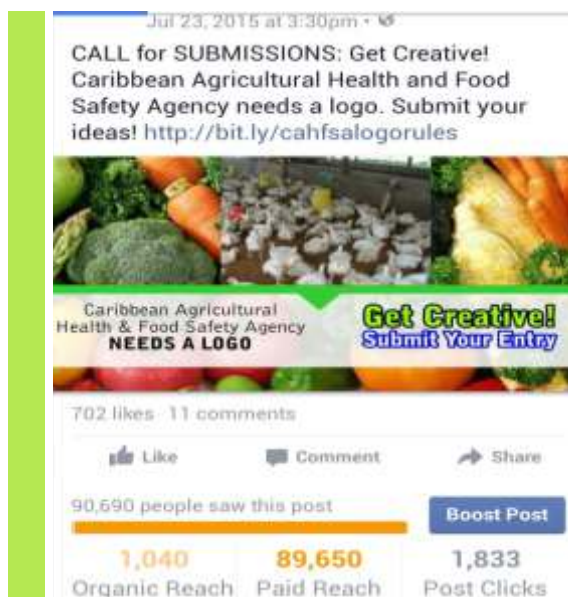 Jul 23, 2015 at 3:30pm •
CALL for SUBMISSIONS: Get Creative!
Caribbean Agricultural Health and Food
Safety Agency needs a logo. Submit your
ideas! http://bit.ly/cahfsalogorules
Caribbean Agricultural
Health & Food Safety Agency
NEEDS A LOGO
Get Creative!
Submit Your Entry
702 likes 11 comments
Like Comment Share
90,690 people saw this post
Boost Post
1,040 89,650 1,833
Organic Reach Paid Reach Post Clicks